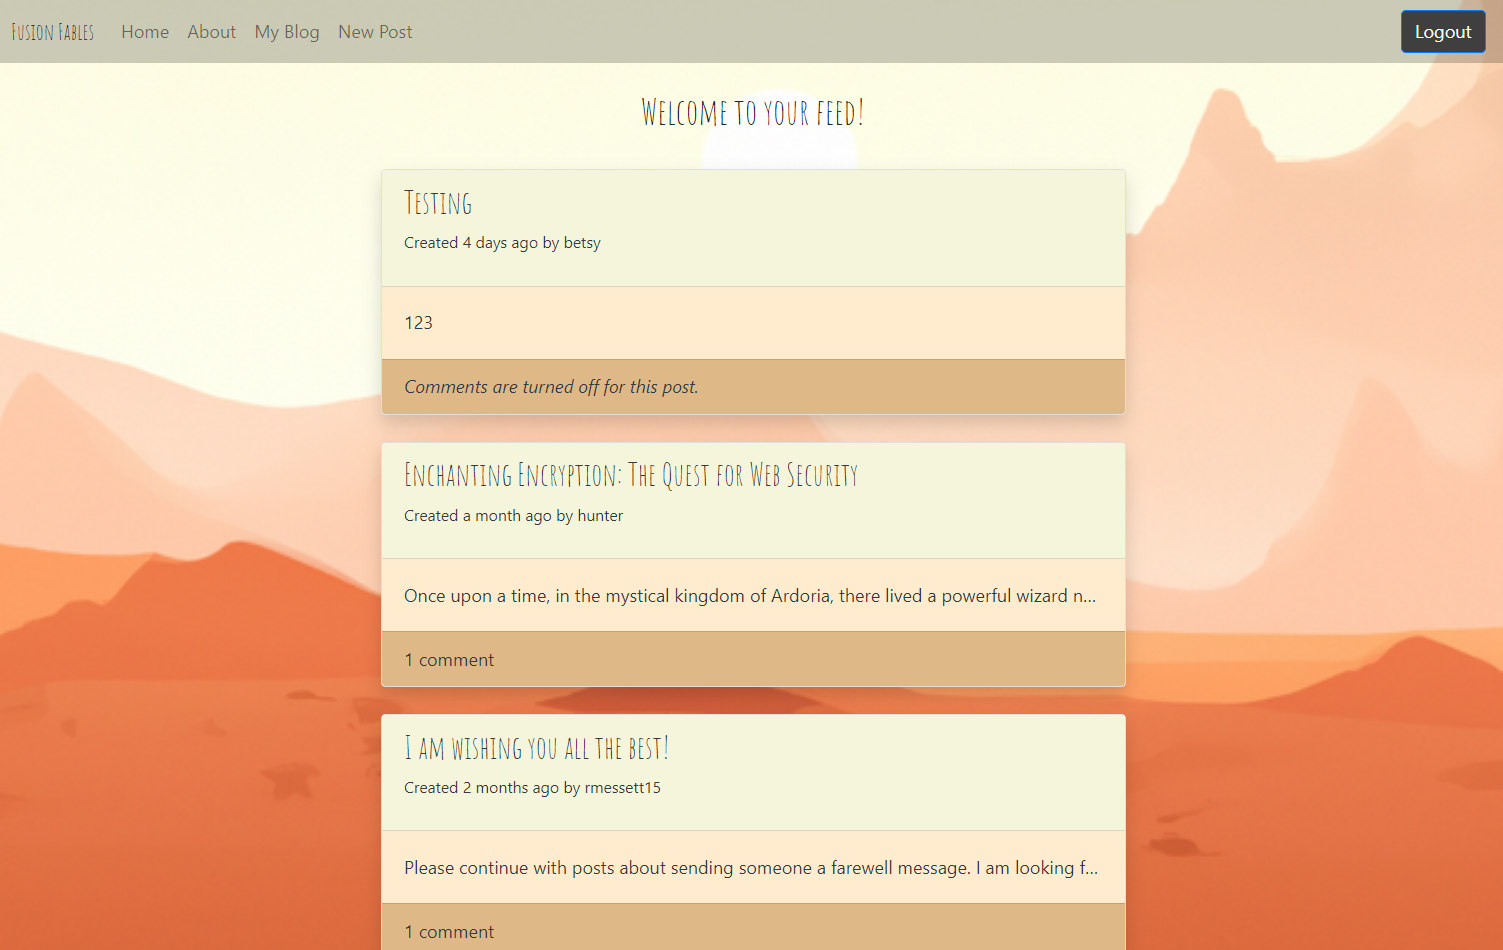 Fusion Fables Home About My Blog New Post Logout
Welcome to your feed!
Testing
Created 4 days ago by betsy
123
Comments are turned off for this post.
Enchanting Encryption: The Quest for Web Security
Created a month ago by hunter
Once upon a time, in the mystical kingdom of Ardoria, there lived a powerful wizard n...
1 comment
I am wishing you all the best!
Created 2 months ago by rmessett15
Please continue with posts about sending someone a farewell message. I am looking f...
1 comment